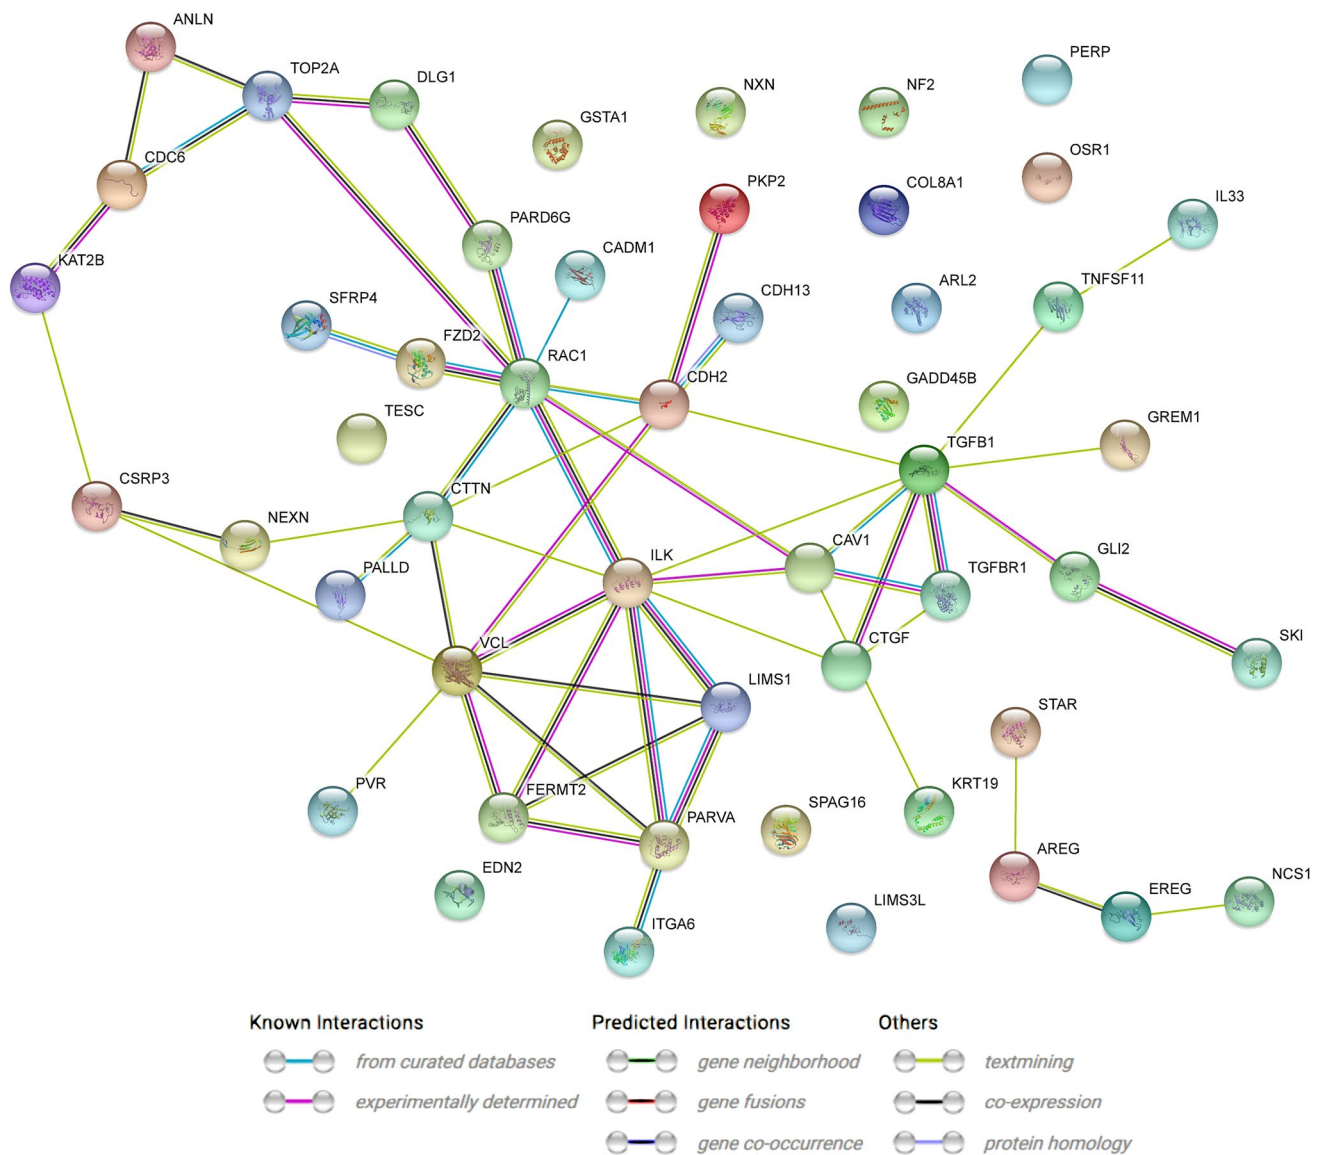 ANLN
TOP2A
DLG1
PERP
NXN
NF2
GSTA1
OSR1
CDC6
PKP2
COL8A1
IL33
PARD6G
CADM1
KAT2B
TNFSF11
ARL2
CDH13
SFRP4
FZD2
RAC1
CDH2
GADD45B
TESC
GREM1
TGFB1
CSRP3
CTTN
NEXN
CAV1
ILK
GLI2
PALLD
TGFBR1
CTGF
SKI
VCL
LIMS1
STAR
PVR
FERMT2
KRT19
SPAG16
PARVA
AREG
EDN2
NCS1
EREG
LIMS3L
ITGA6
Known Interactions
from curated databases
experimentally determined
Predicted Interactions
gene neighborhood
gene fusions
gene co-occurrence
Others
textmining
co-expression
protein homology